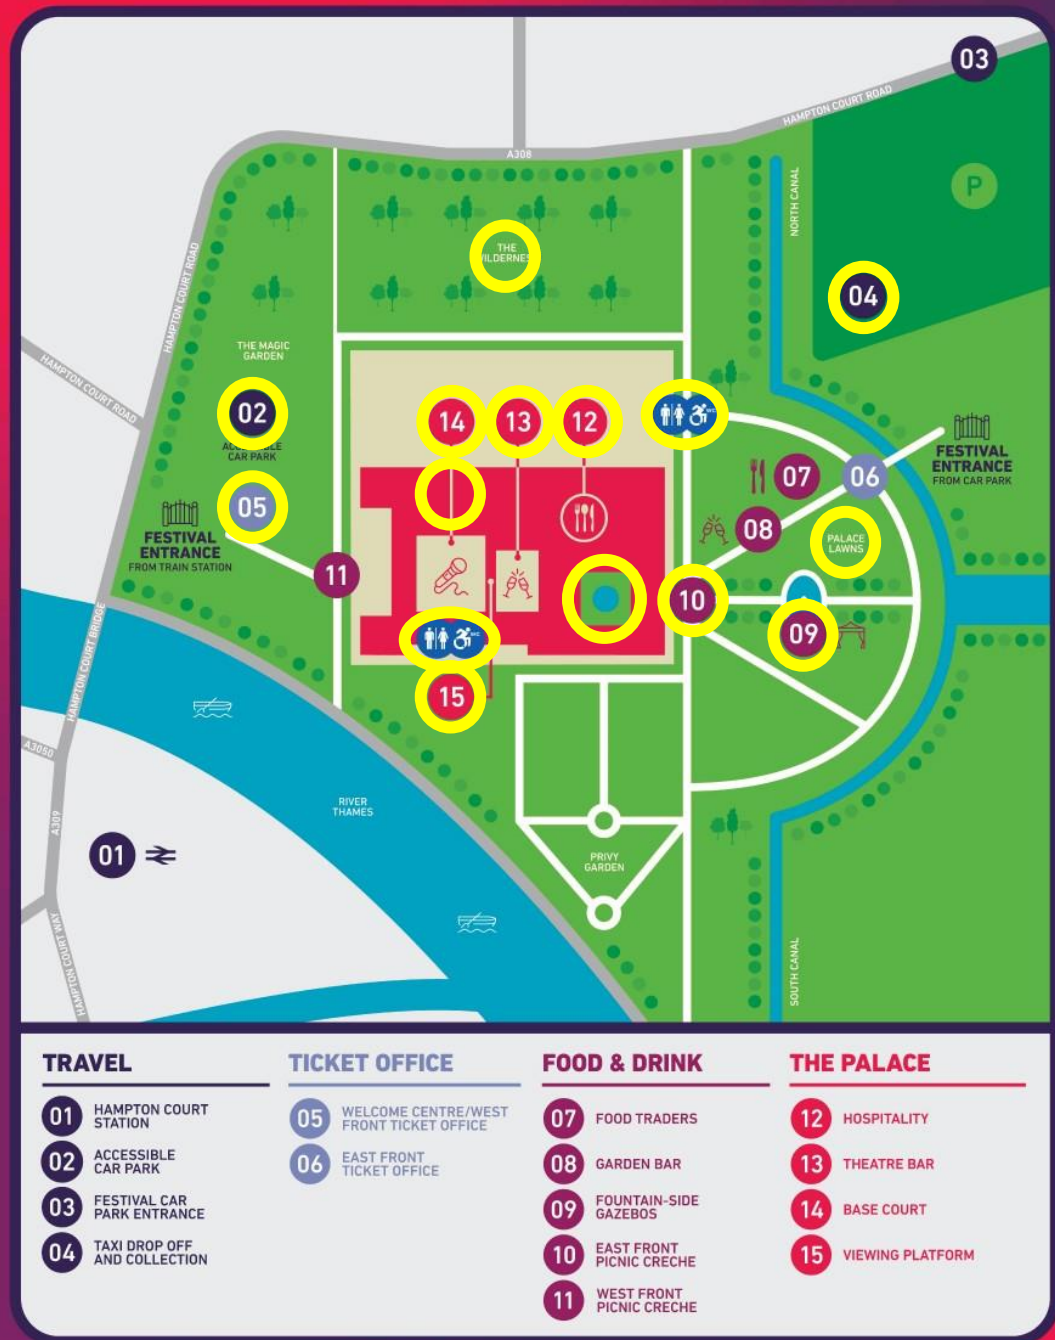 03
HAMPTON COURT ROAD
A308
P
NORTH CANAL
HAMPTON COURT ROAD
THE
04
THE MAGIC
GARDEN
HAMPTON COURT ROAD
02
14
13
12
WC
CAR PARK
FESTIVAL
ENTRANCE
FROM CAR PARK
07
06
05
08
PALACE
LAWNS
FESTIVAL
ENTRANCE
FROM TRAIN STATION
11
10
09
WC
15
HAMPTON COURT BRIDGE
A3050
RIVER
THAMES
A309
01
PRIVY
GARDEN
HAMPTON COURT WAY
SOUTH CANAL
TRAVEL
01 HAMPTON COURT
STATION
02 ACCESSIBLE
CAR PARK
03 FESTIVAL CAR
PARK ENTRANCE
04 TAXI DROP OFF
AND COLLECTION
TICKET OFFICE
05 WELCOME CENTRE/WEST
FRONT TICKET OFFICE
06 EAST FRONT
TICKET OFFICE
FOOD & DRINK
07 FOOD TRADERS
08 GARDEN BAR
09 FOUNTAIN-SIDE
GAZEBOS
10 EAST FRONT
PICNIC CRECHE
11 WEST FRONT
PICNIC CRECHE
THE PALACE
12 HOSPITALITY
13 THEATRE BAR
14 BASE COURT
15 VIEWING PLATFORM